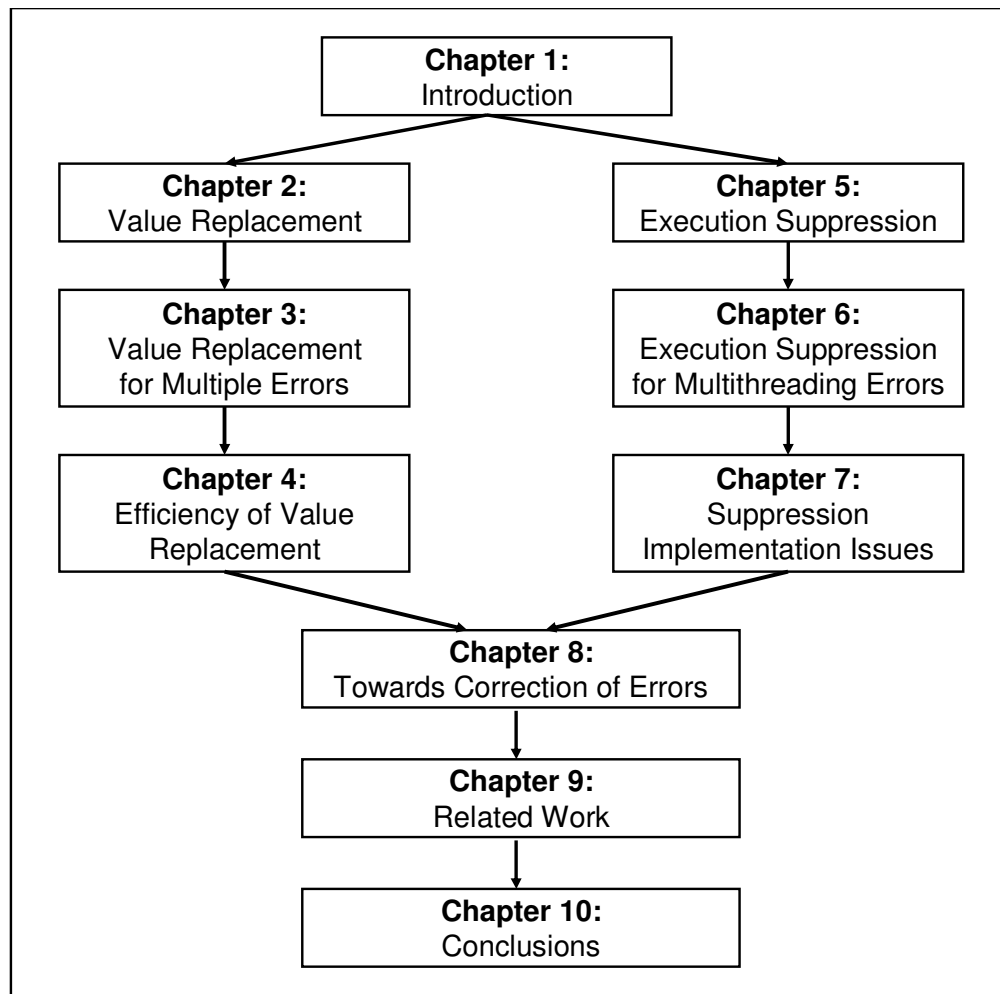 Chapter 1:
Introduction
Chapter 2:
Value Replacement
Chapter 3:
Value Replacement
for Multiple Errors
Chapter 4:
Efficiency of Value
Replacement
Chapter 5:
Execution Suppression
Chapter 6:
Execution Suppression
for Multithreading Errors
Chapter 7:
Suppression
Implementation Issues
Chapter 8:
Towards Correction of Errors
Chapter 9:
Related Work
Chapter 10:
Conclusions